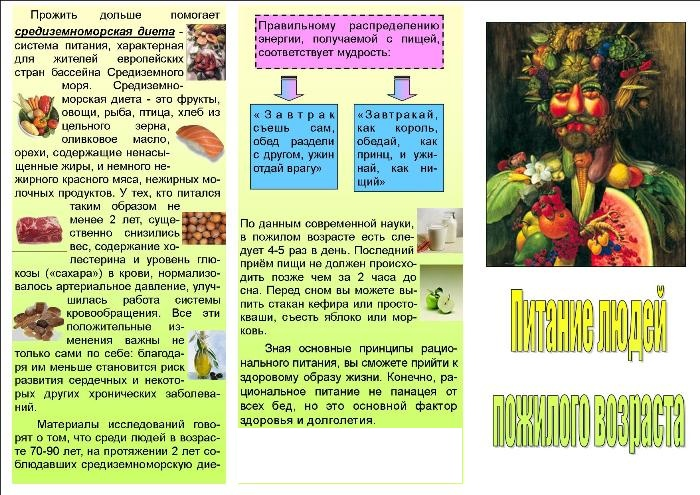 Прожить дольше помогает
средиземноморская диета -
система питания, характерная
для жителей европейских
стран бассейна Средиземного
моря. Средиземно-
морская диета - это фрукты,
овощи, рыба, птица, хлеб из
цельного зерна,
оливковое масло,
орехи, содержащие ненасы-
щенные жиры, и немного не-
жирного красного мяса, нежирных мо-
лочных продуктов. У тех, кто питался
таким образом не
менее 2 лет, суще-
ственно снизились
вес, содержание хо-
лестерина и уровень глю-
козы («сахара») в крови, нормализо-
валось артериальное давление, улуч-
шилась работа системы
кровообращения. Все эти
положительные из-
менения важны не
только сами по себе: благода-
ря им меньше становится риск
развития сердечных и некото-
рых других хронических заболева-
ний.
Материалы исследований гово-
рят о том, что среди людей в возрас-
те 70-90 лет, на протяжении 2 лет со-
блюдавших средиземноморскую дие-
Правильному распределению
энергии, получаемой с пищей,
соответствует мудрость:
«Завтрак
съешь сам,
обед раздели
с другом, ужин
отдай врагу»
«Завтракай,
как король,
обедай, как
принц, и ужи-
най, как ни-
щий»
По данным современной науки,
в пожилом возрасте есть сле-
дует 4-5 раз в день. Последний
приём пищи не должен происхо-
дить позже чем за 2 часа до
сна. Перед сном вы можете вы-
пить стакан кефира или просто-
кваши, съесть яблоко или мор-
ковь.
Зная основные принципы рацио-
нального питания, вы сможете прийти к
здоровому образу жизни. Конечно, ра-
циональное питание не панацея от
всех бед, но это основной фактор
здоровья и долголетия.
Питание людей
пожилого возраста